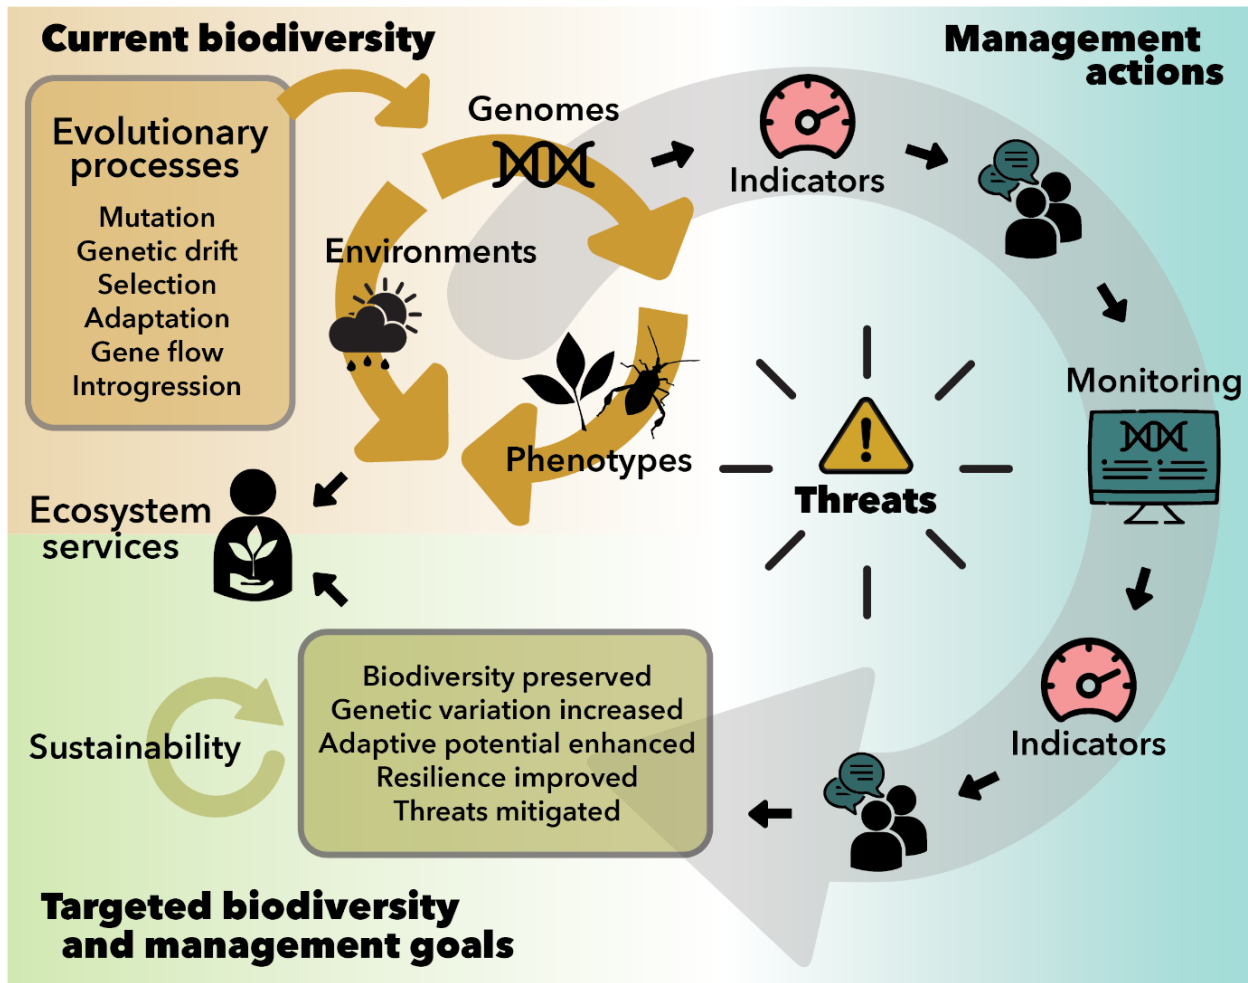 Current biodiversity
Management
actions
Evolutionary
processes
Mutation
Genetic drift
Selection
Adaptation
Gene flow
Introgression
Genomes
Environments
Phenotypes
Indicators
Monitoring
Threats
Indicators
Ecosystem
services
Biodiversity preserved
Genetic variation increased
Adaptive potential enhanced
Resilience improved
Threats mitigated
Sustainability
Targeted biodiversity
and management goals